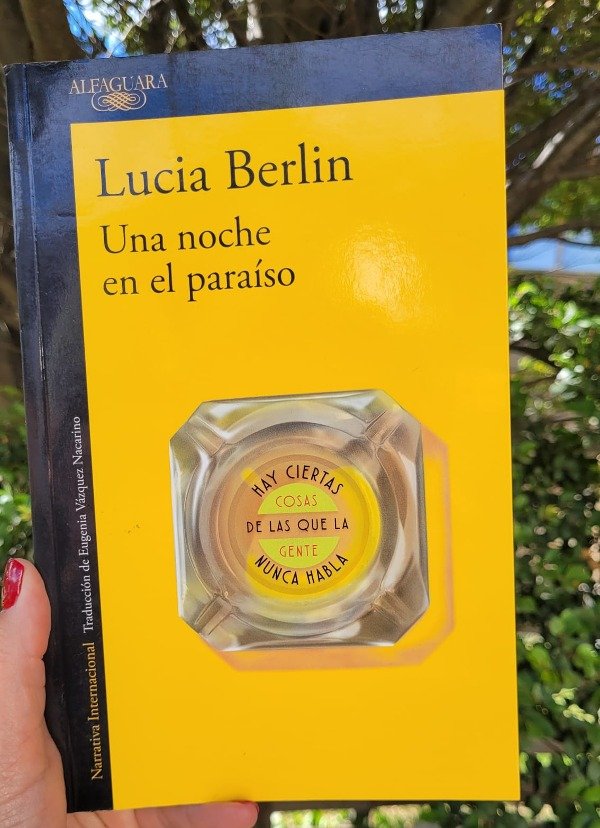 ALFAGUARA
Lucia Berlin
Una noche
en el paraíso
HAY CIERTAS
COSAS
DE LAS QUE LA
GENTE
NUNCA HABLA
Narrativa Internacional Traducción de Eugenia Vázquez Nacarino